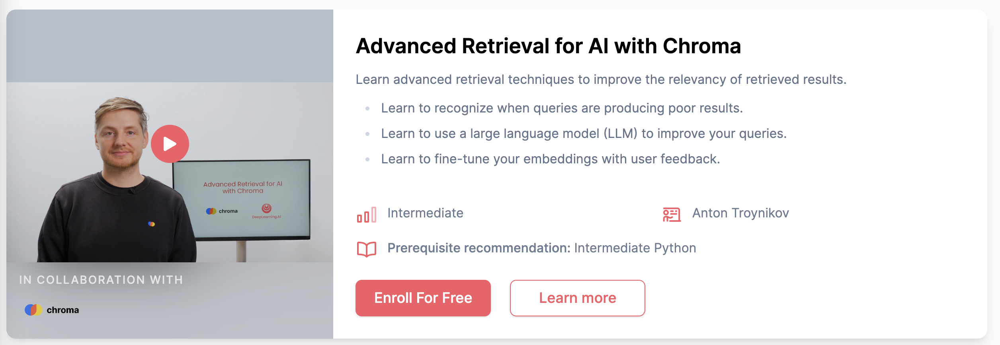 Advanced Retrieval for AI with Chroma
Learn advanced retrieval techniques to improve the relevancy of retrieved results.
Learn to recognize when queries are producing poor results.
Learn to use a large language model (LLM) to improve your queries.
Learn to fine-tune your embeddings with user feedback.
Intermediate
Anton Troynikov
Prerequisite recommendation: Intermediate Python
Enroll For Free
Learn more
Advanced Retrieval for AI
with Chroma
chroma
DeepLearning.AI
IN COLLABORATION WITH
chroma